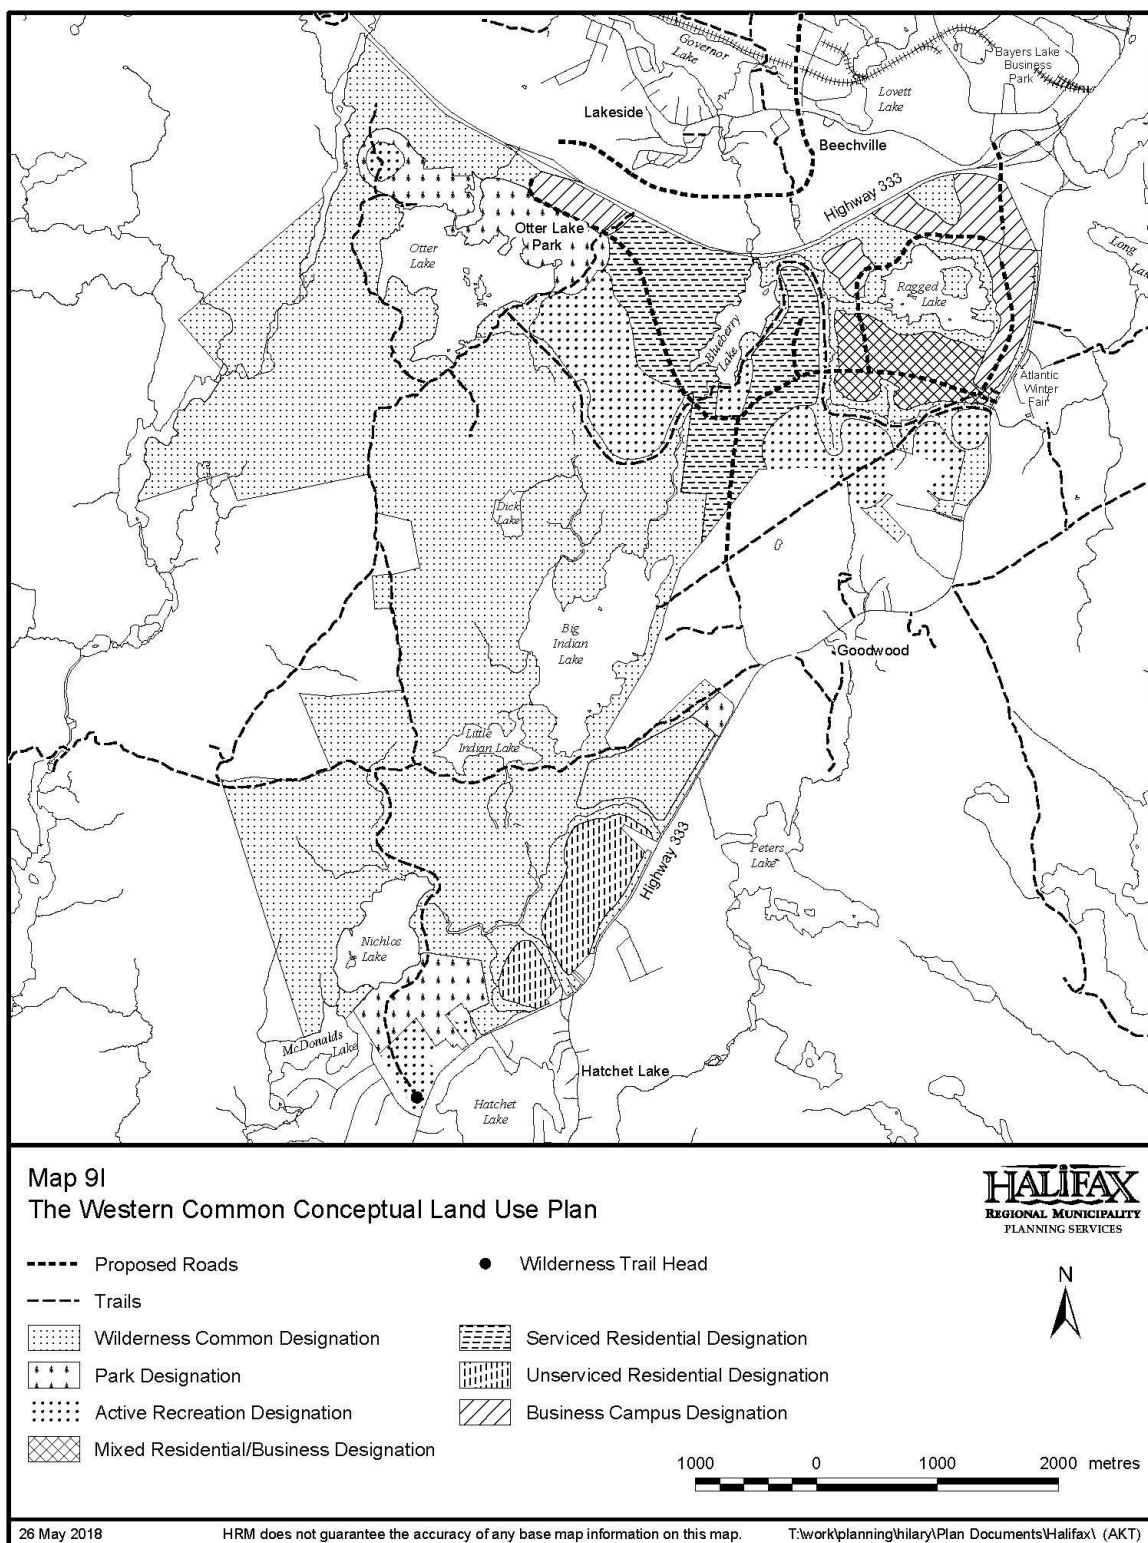 Governor
Lake
Bayers Lake
Business
Park
Lovett
Lake
Lakeside
Beechville
Highway 333
Otter Lake
Park
Otter
Lake
Long
Lake
Ragged
Lake
Blueberry
Lake
Atlantic
Winter
Fair
Dick
Lake
Big
Indian
Lake
Goodwood
Little
Indian Lake
Highway 333
Peters
Lake
Nichlos
Lake
McDonalds
Lake
Hatchet Lake
Hatchet
Lake
Map 9I
The Western Common Conceptual Land Use Plan
HALIFAX
REGIONAL MUNICIPALITY
PLANNING SERVICES
Proposed Roads
Wilderness Trail Head
N
Trails
Wilderness Common Designation
Serviced Residential Designation
Park Designation
Unserviced Residential Designation
Active Recreation Designation
Business Campus Designation
Mixed Residential/Business Designation
1000 0 1000 2000 metres
26 May 2018 HRM does not guarantee the accuracy of any base map information on this map. T:\work\planning\hilary\Plan Documents\Halifax\ (AKT)